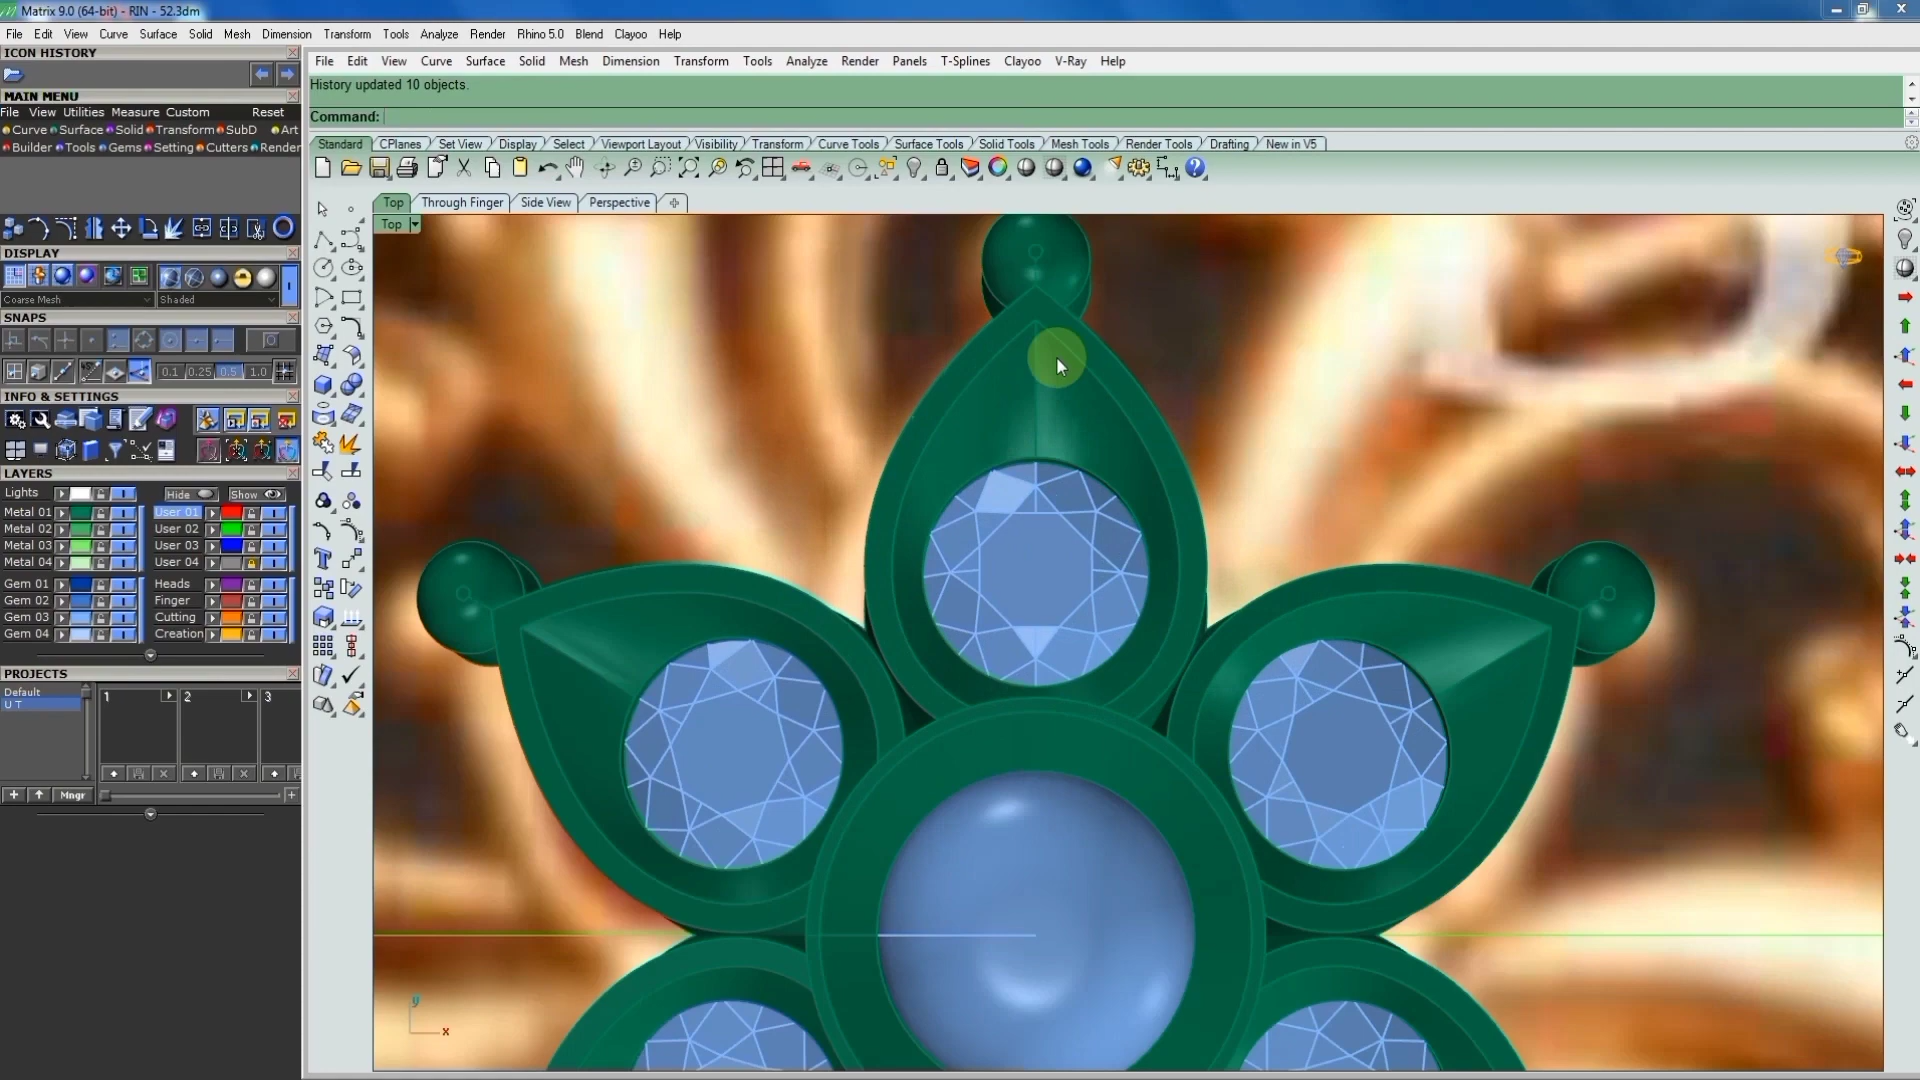 Matrix 9.0 (64-bit) - RIN - 52.3dm
File Edit View Curve Surface Solid Mesh Dimension Transform Tools Analyze Render Rhino 5.0 Blend Clayoo Help
ICON HISTORY
MAIN MENU
File View Utilities Measure Custom Reset
Curve Surface Solid Transform SubD Art
Builder Tools Gems Setting Cutters Render
DISPLAY
Coarse Mesh Shaded
SNAPS
0.1 0.25 0.5 1.0
INFO & SETTINGS
LAYERS
Lights Hide Show
Metal 01 User 01
Metal 02 User 02
Metal 03 User 03
Metal 04 User 04
Gem 01 Heads
Gem 02 Finger
Gem 03 Cutting
Gem 04 Creation
PROJECTS
Default 1 2 3
U T
Mngr
File Edit View Curve Surface Solid Mesh Dimension Transform Tools Analyze Render Panels T-Splines Clayoo V-Ray Help
History updated 10 objects.
Command:
Standard CPlanes Set View Display Select Viewport Layout Visibility Transform Curve Tools Surface Tools Solid Tools Mesh Tools Render Tools Drafting New in V5
Top Through Finger Side View Perspective
Top
y
x